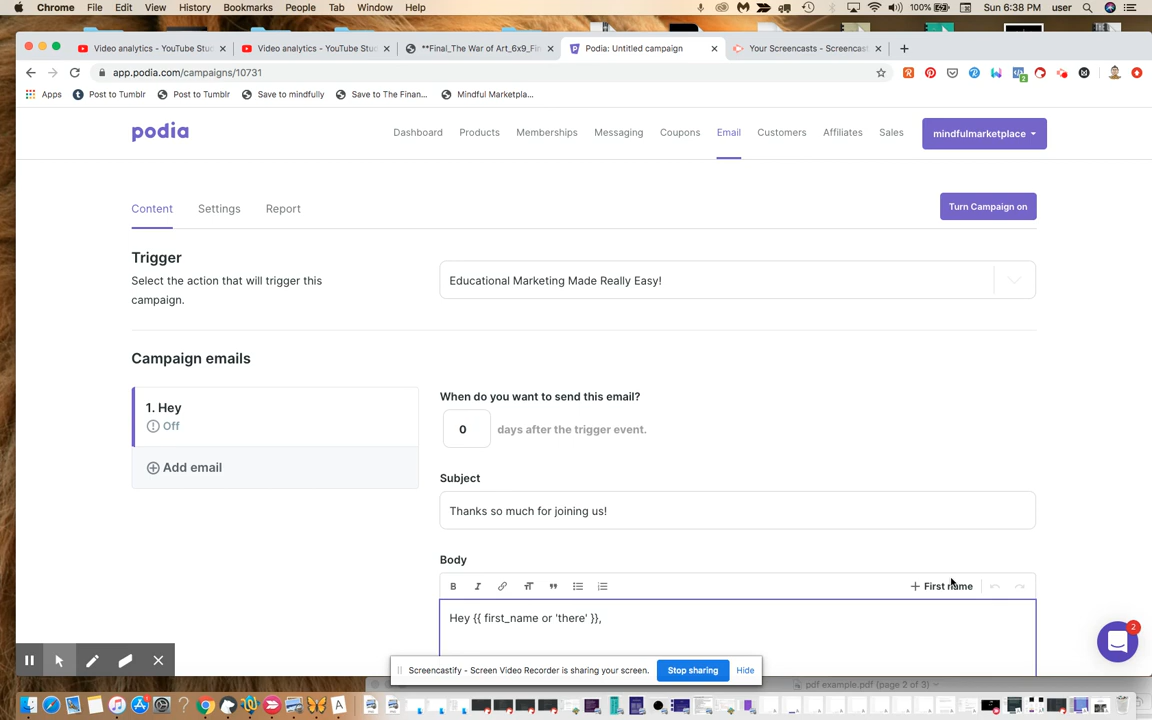 Chrome File Edit View History Bookmarks People Tab Window Help 100% Sun 6:38 PM user
Video analytics - YouTube Stu Video analytics - YouTube Stu **Final_The War of Art_6x9_Fin Podia: Untitled campaign Your Screencasts - Screencast
app.podia.com/campaigns/10731
Apps Post to Tumblr Post to Tumblr Save to mindfully Save to The Finan... Mindful Marketpla...
podia Dashboard Products Memberships Messaging Coupons Email Customers Affiliates Sales mindfulmarketplace
Content Settings Report Turn Campaign on
Trigger
Select the action that will trigger this
campaign.
Educational Marketing Made Really Easy!
Campaign emails
1. Hey
Off
Add email
When do you want to send this email?
0 days after the trigger event.
Subject
Thanks so much for joining us!
Body
B I First name
Hey {{ first_name or 'there' }},
2
Screencastify - Screen Video Recorder is sharing your screen. Stop sharing Hide
pdf example.pdf (page 2 of 3)